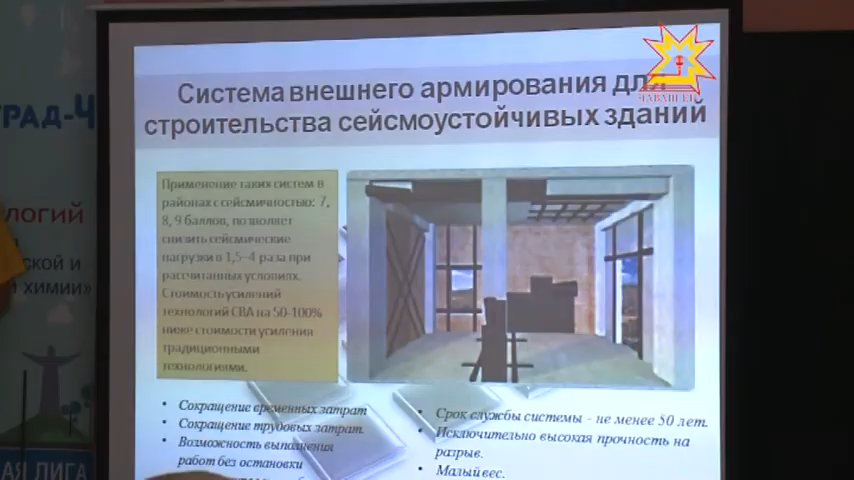 Система внешнего армирования для
строительства сейсмоустойчивых зданий
Применение таких систем в
районах с сейсмичностью: 7,
8, 9 баллов, позволяет
снизить сейсмические
нагрузки в 1,5–4 раза при
рассчитанных условиях.
Стоимость усилений
технологий СВА на 50-100%
ниже стоимости усиления
традиционными
технологиями.
• Сокращение временных затрат
• Сокращение трудовых затрат.
• Возможность выполнения
работ без остановки
• Срок службы системы - не менее 50 лет.
• Исключительно высокая прочность на
разрыв.
• Малый вес.
ГРАД-Ч
ОЛОГИЙ
СКОЙ И
ХИМИИ»
АЯ ЛИГА